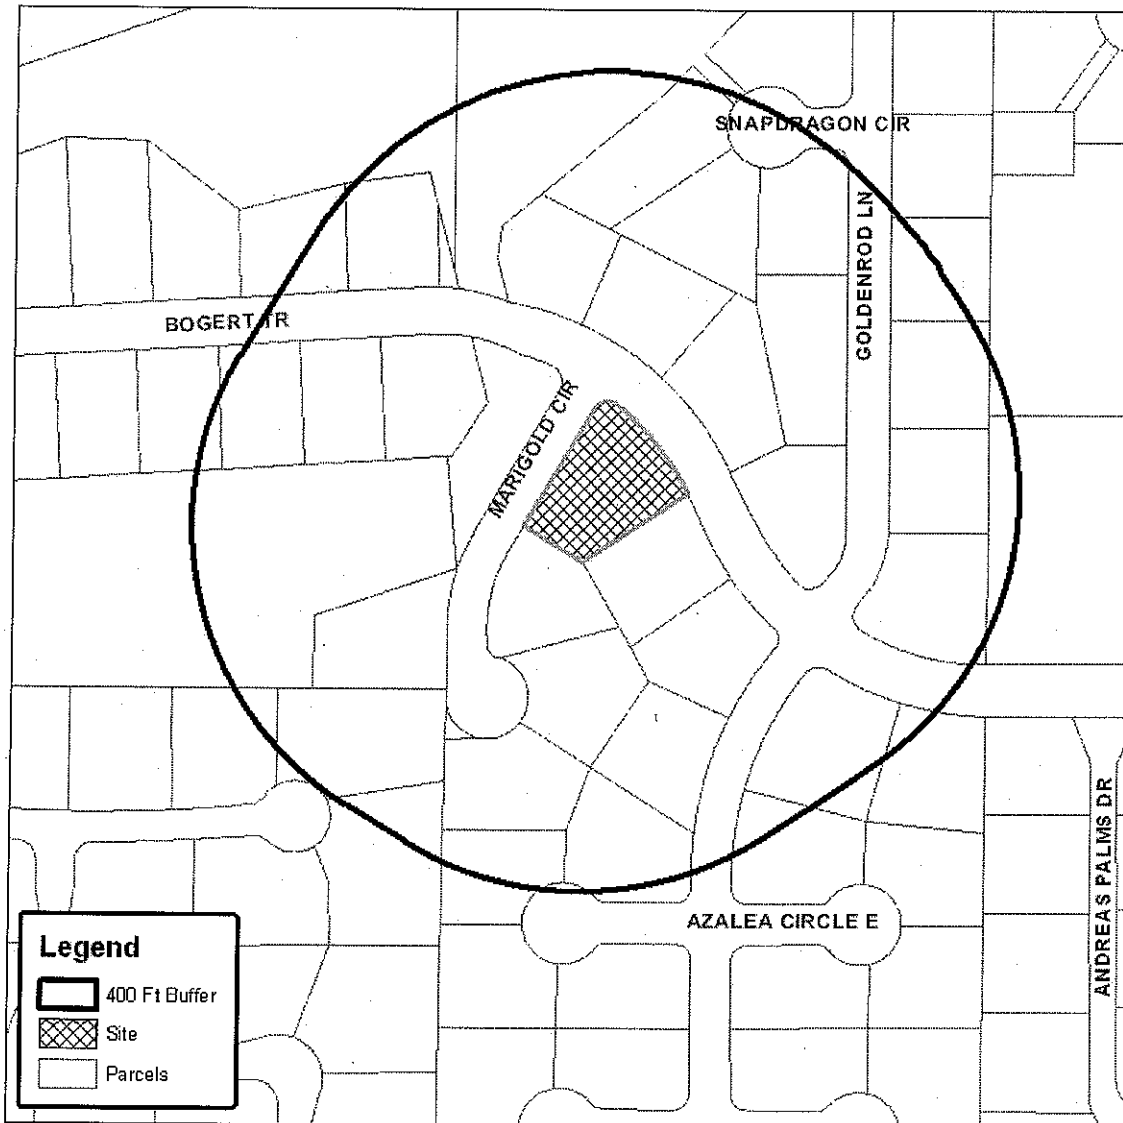 SNAPDRAGON CIR
GOLDENROD LN
BOGERT TR
MARIGOLD CIR
ANDREAS PALMS DR
AZALEA CIRCLE E
Legend
400 Ft Buffer
Site
Parcels